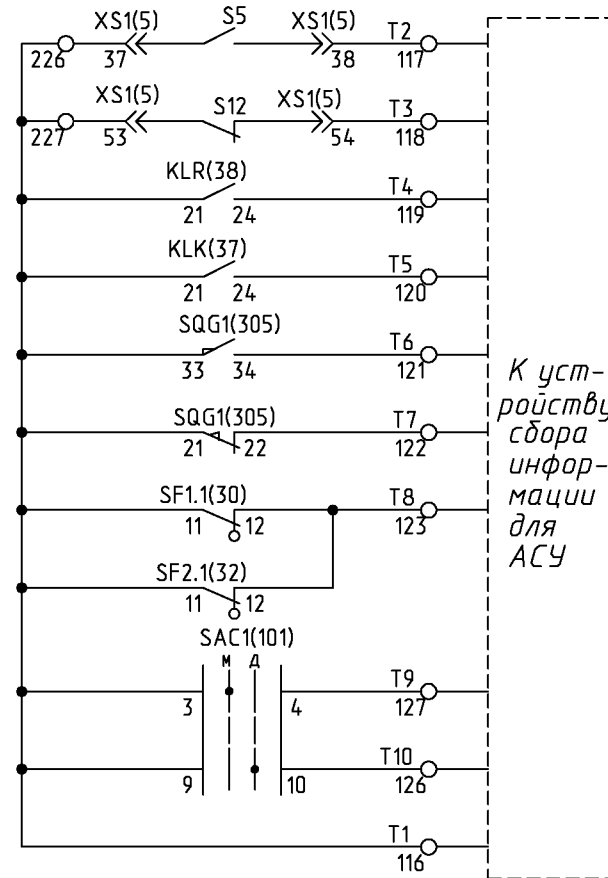 XS1(5) S5 XS1(5) T2
226 37 38 117
XS1(5) S12 XS1(5) T3
227 53 54 118
KLR(38) T4
21 24 119
KLK(37) T5
21 24 120
SQG1(305) T6
33 34 121
SQG1(305) T7
21 22 122
SF1.1(30) T8
11 12 123
SF2.1(32)
11 12
SAC1(101)
М Д
T9
3 4 127
T10
9 10 126
T1
116
К уст-
ройству
сбора
инфор-
мации
для
АСУ